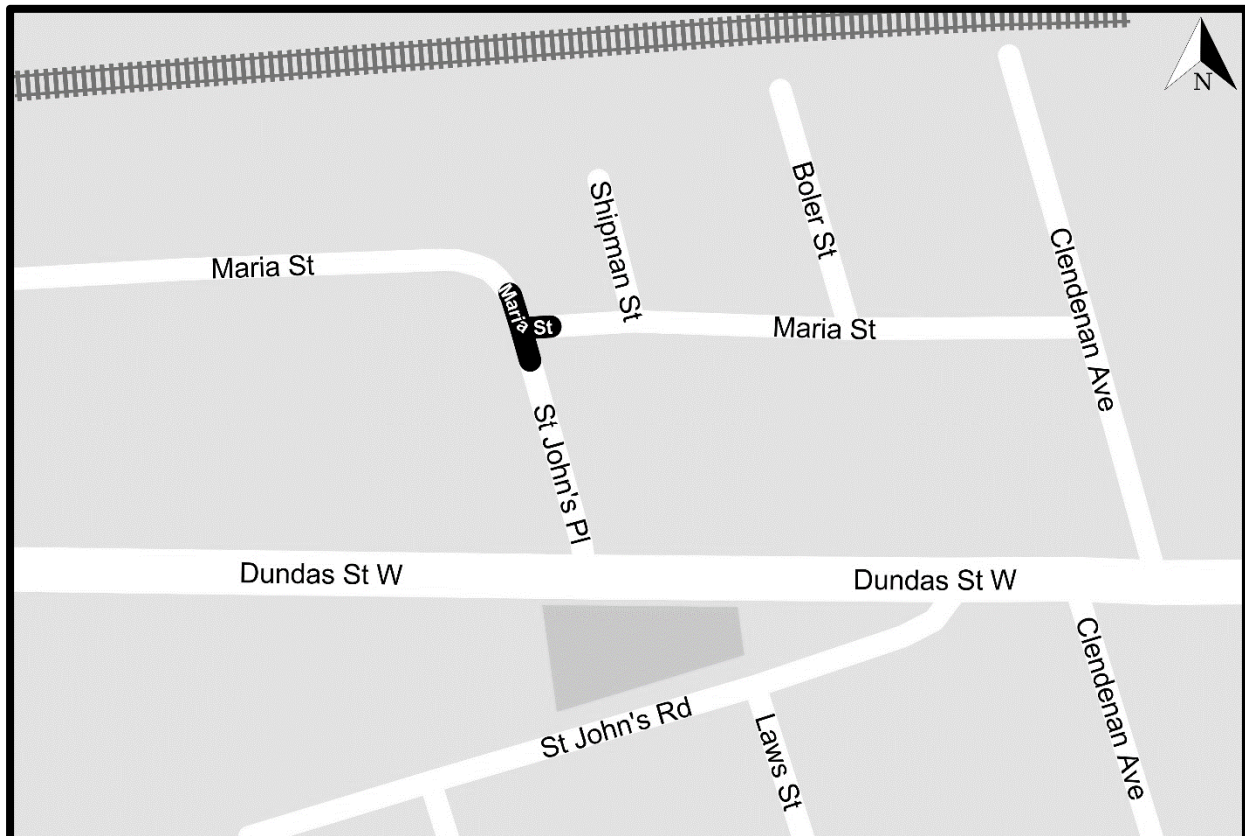 N
Boler St
Shipman St
Clendenan Ave
Maria St
Maria St
Maria St
St John's Pl
Dundas St W
Dundas St W
Clendenan Ave
St John's Rd
Laws St